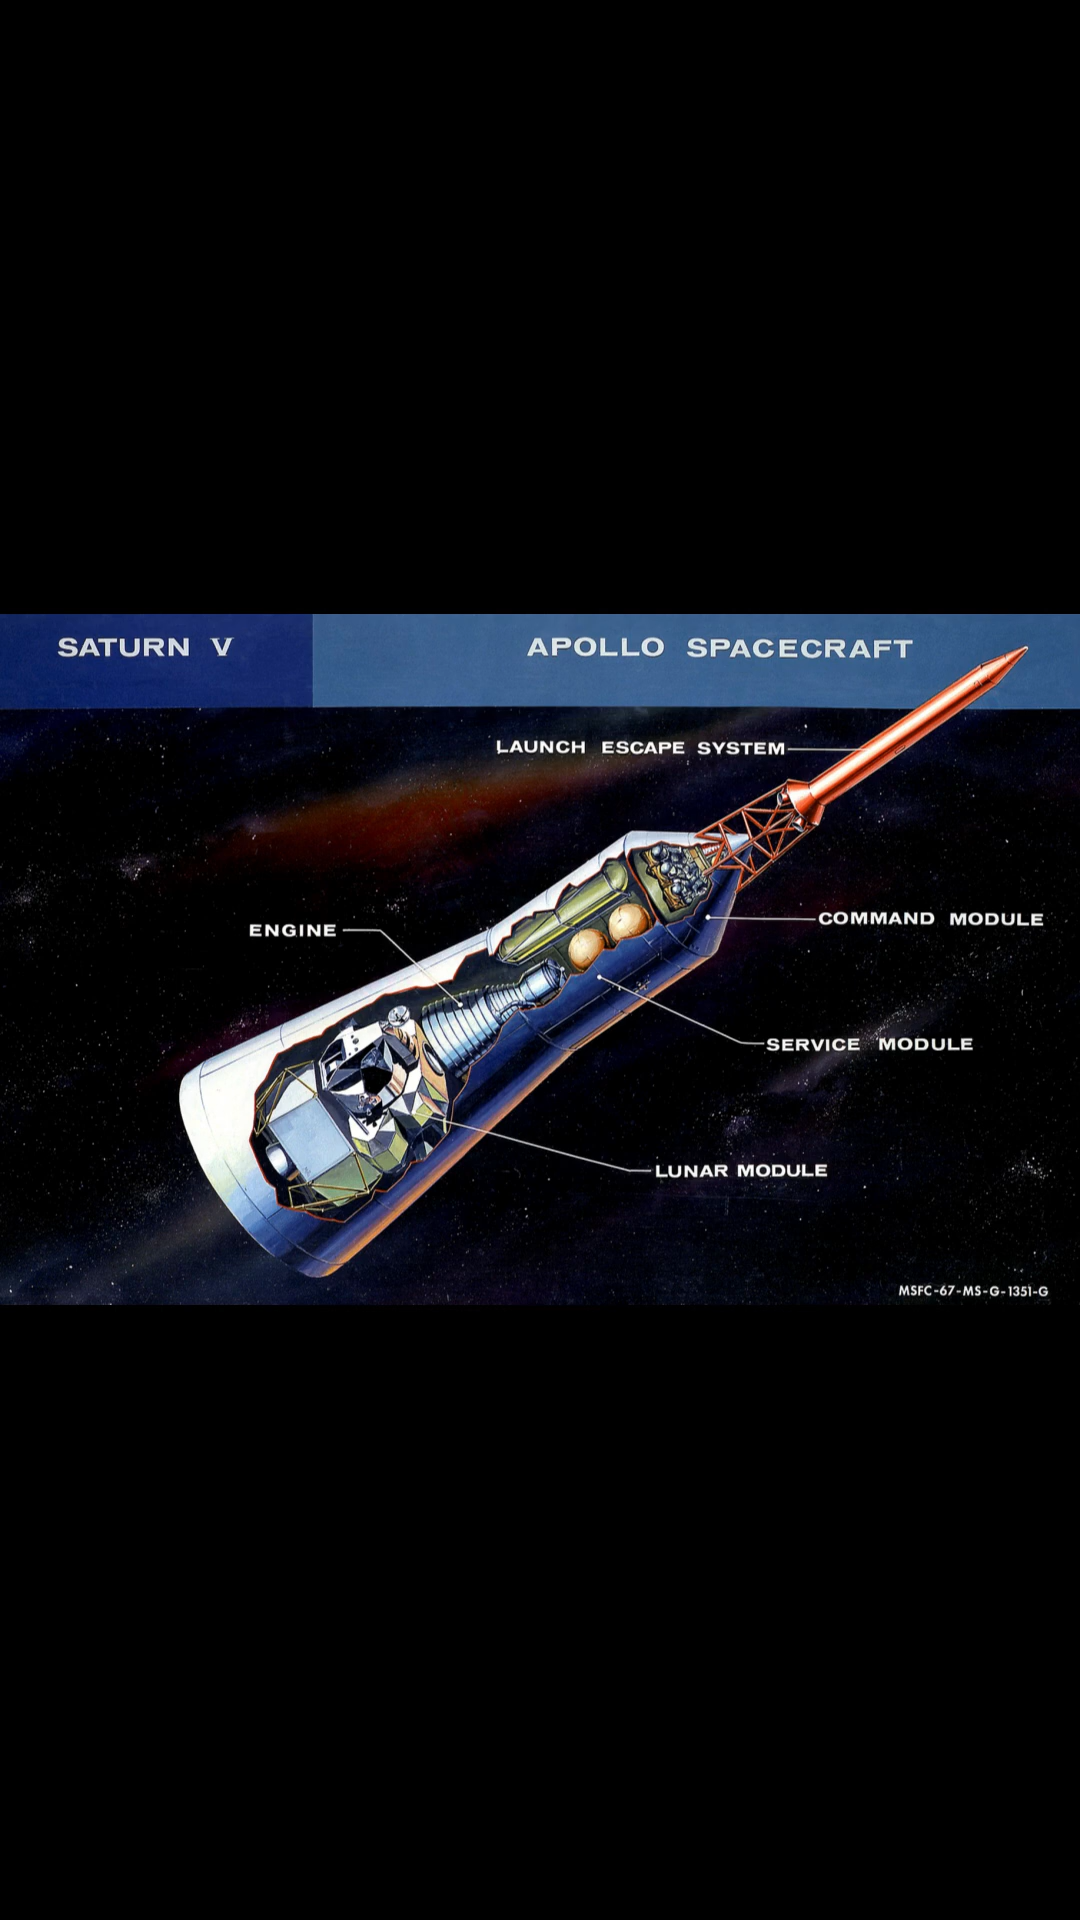 SATURN V
APOLLO SPACECRAFT
LAUNCH ESCAPE SYSTEM
COMMAND MODULE
ENGINE
SERVICE MODULE
LUNAR MODULE
MSFC-67-MS-G-1351-G